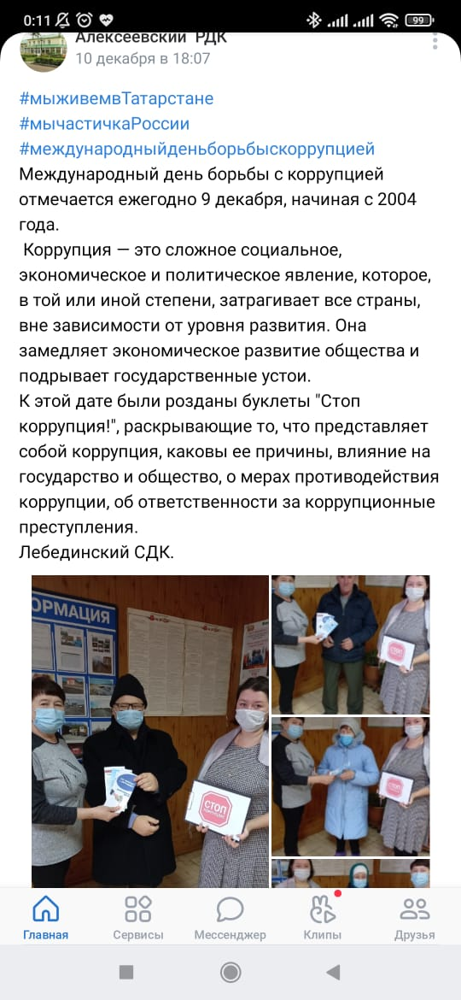 0:11
99
Алексеевский РДК
10 декабря в 18:07
#мыживемвТатарстане
#мычастичкаРоссии
#международныйденьборьбыскоррупцией
Международный день борьбы с коррупцией
отмечается ежегодно 9 декабря, начиная с 2004
года.
Коррупция — это сложное социальное,
экономическое и политическое явление, которое,
в той или иной степени, затрагивает все страны,
вне зависимости от уровня развития. Она
замедляет экономическое развитие общества и
подрывает государственные устои.
К этой дате были розданы буклеты "Стоп
коррупция!", раскрывающие то, что представляет
собой коррупция, каковы ее причины, влияние на
государство и общество, о мерах противодействия
коррупции, об ответственности за коррупционные
преступления.
Лебединский СДК.
ОРМАЦИЯ
СТОП
КОРРУПЦИЯ
СТОП
СТОП
Главная
Сервисы
Мессенджер
Клипы
Друзья